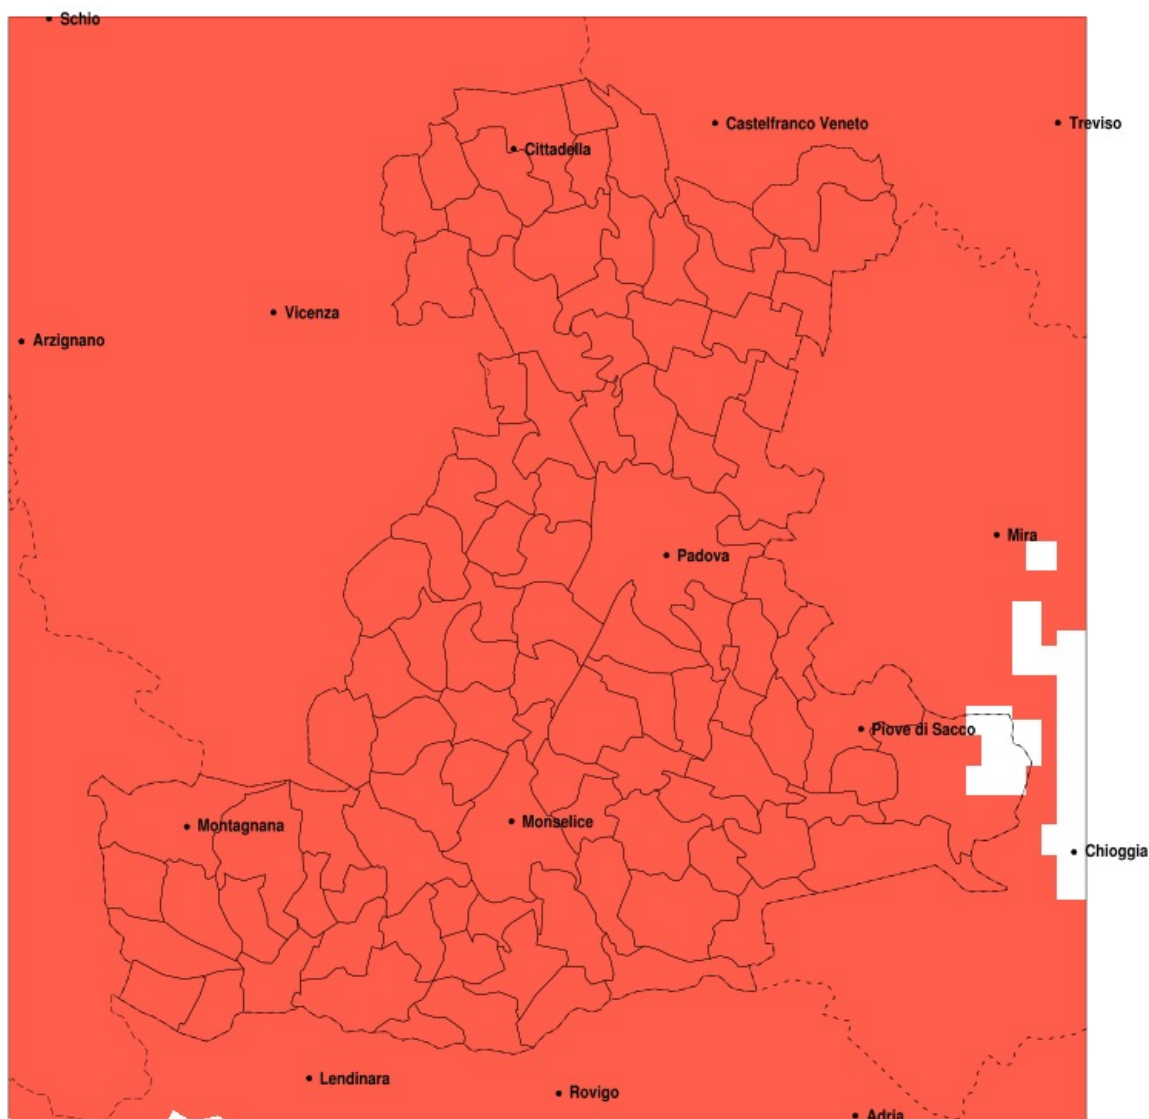 Schio
Castelfranco Veneto
Treviso
Cittadella
Vicenza
Arzignano
Mira
Padova
Piove di Sacco
Montagnana
Monselice
Chioggia
Lendinara
Rovigo
Adria